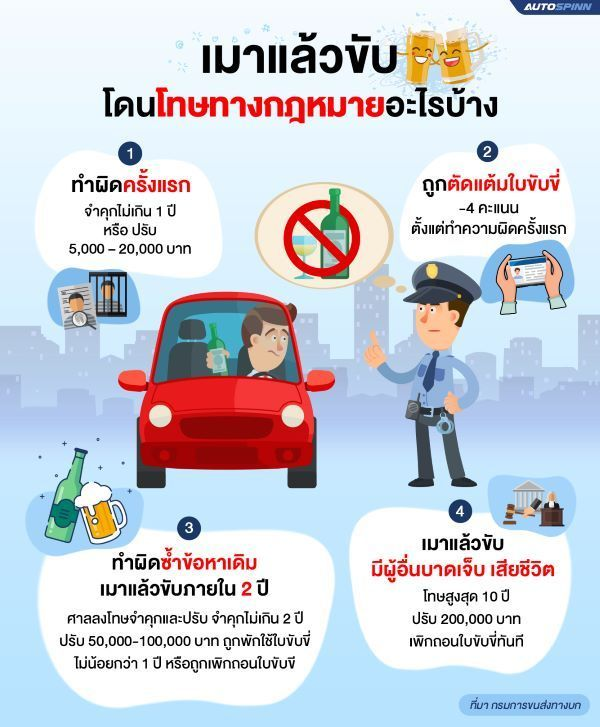 AUTOSPINN
เมาแล้วขับ
โดนโทษทางกฎหมายอะไรบ้าง
1
ทำผิดครั้งแรก
จำคุกไม่เกิน 1 ปี
หรือ ปรับ
5,000 – 20,000 บาท
2
ถูกตัดแต้มใบขับขี่
-4 คะแนน
ตั้งแต่ทำความผิดครั้งแรก
3
ทำผิดซ้ำข้อหาเดิม
เมาแล้วขับภายใน 2 ปี
ศาลลงโทษจำคุกและปรับ จำคุกไม่เกิน 2 ปี
ปรับ 50,000-100,000 บาท ถูกพักใช้ใบขับขี่
ไม่น้อยกว่า 1 ปี หรือถูกเพิกถอนใบขับขี่
4
เมาแล้วขับ
มีผู้อื่นบาดเจ็บ เสียชีวิต
โทษสูงสุด 10 ปี
ปรับ 200,000 บาท
เพิกถอนใบขับขี่ทันที
ที่มา กรมการขนส่งทางบก